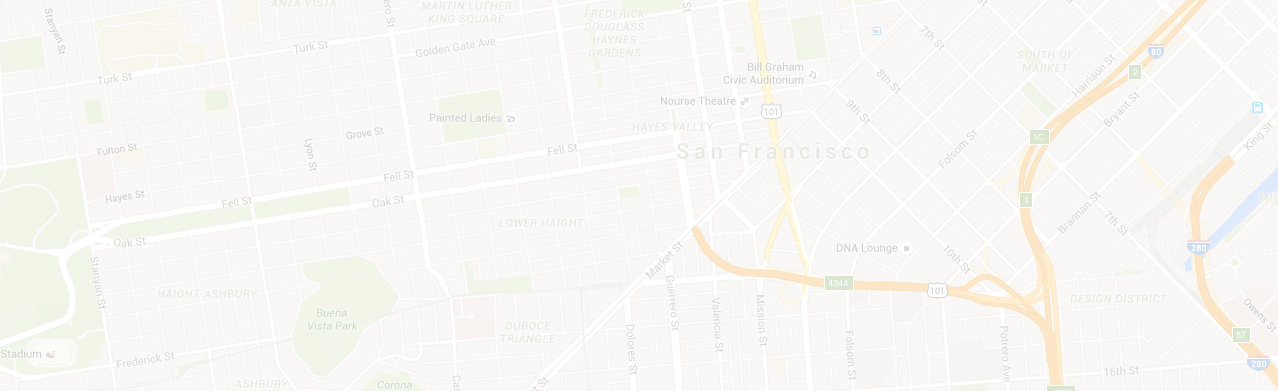 ANZA VISTA
MARTIN LUTHER
KING SQUARE
FREDERICK
DOUGLASS
HAYNES
GARDENS
Stanyan St
Turk St
Golden Gate Ave
7th St
SOUTH OF
MARKET
80
Bill Graham
Civic Auditorium
8th St
Harrison St
2
Turk St
Nourse Theatre
101
9th St
Bryant St
Painted Ladies
HAYES VALLEY
Grove St
1C
King St
Fulton St
Lyon St
Fell St
San Francisco
Folsom St
Fell St
Hayes St
Fell St
Oak St
1
Brannan St
7th St
LOWER HAIGHT
Oak St
DNA Lounge
280
Market St
10th St
Stanyan St
434A
101
HAIGHT-ASHBURY
Guerrero St
Valencia St
Mission St
DESIGN DISTRICT
Owens St
Buena
Vista Park
DUBOCE
TRIANGLE
Dolores St
Folsom St
Potrero Ave
57
Stadium
Frederick St
280
16th St
ASHBURY
Corona